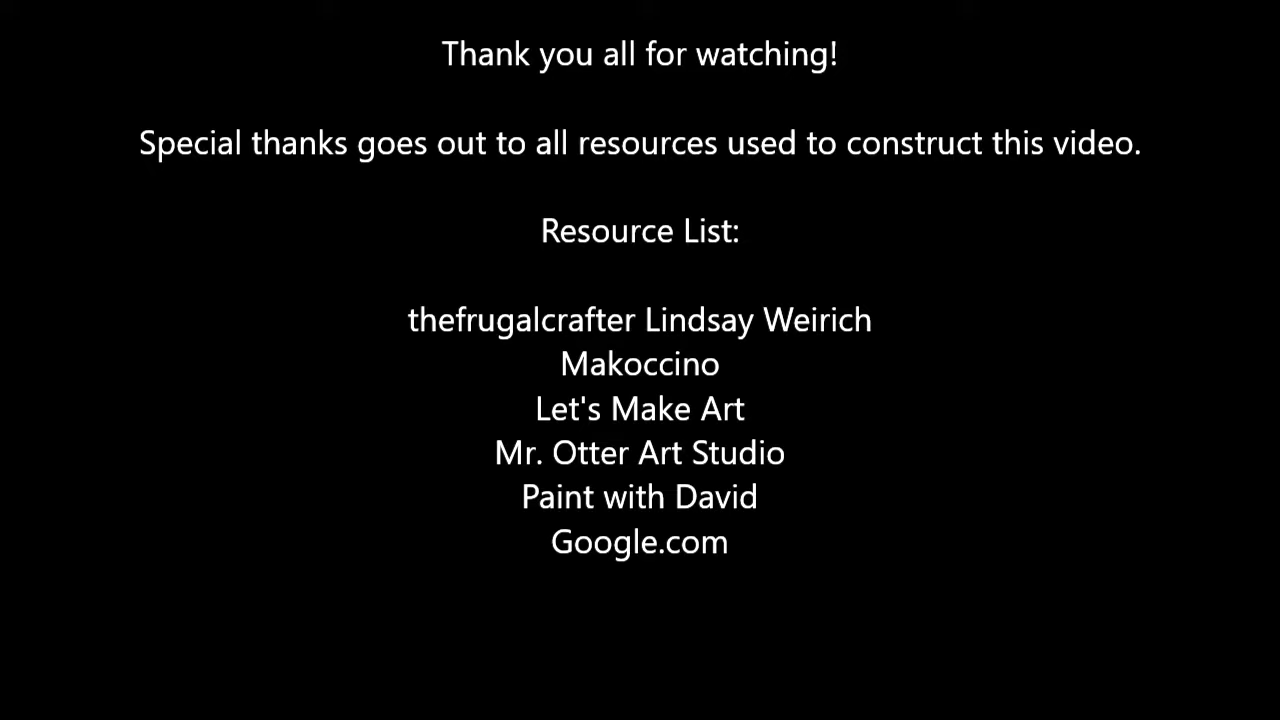 Thank you all for watching!
Special thanks goes out to all resources used to construct this video.
Resource List:
thefrugalcrafter Lindsay Weirich
Makoccino
Let's Make Art
Mr. Otter Art Studio
Paint with David
Google.com